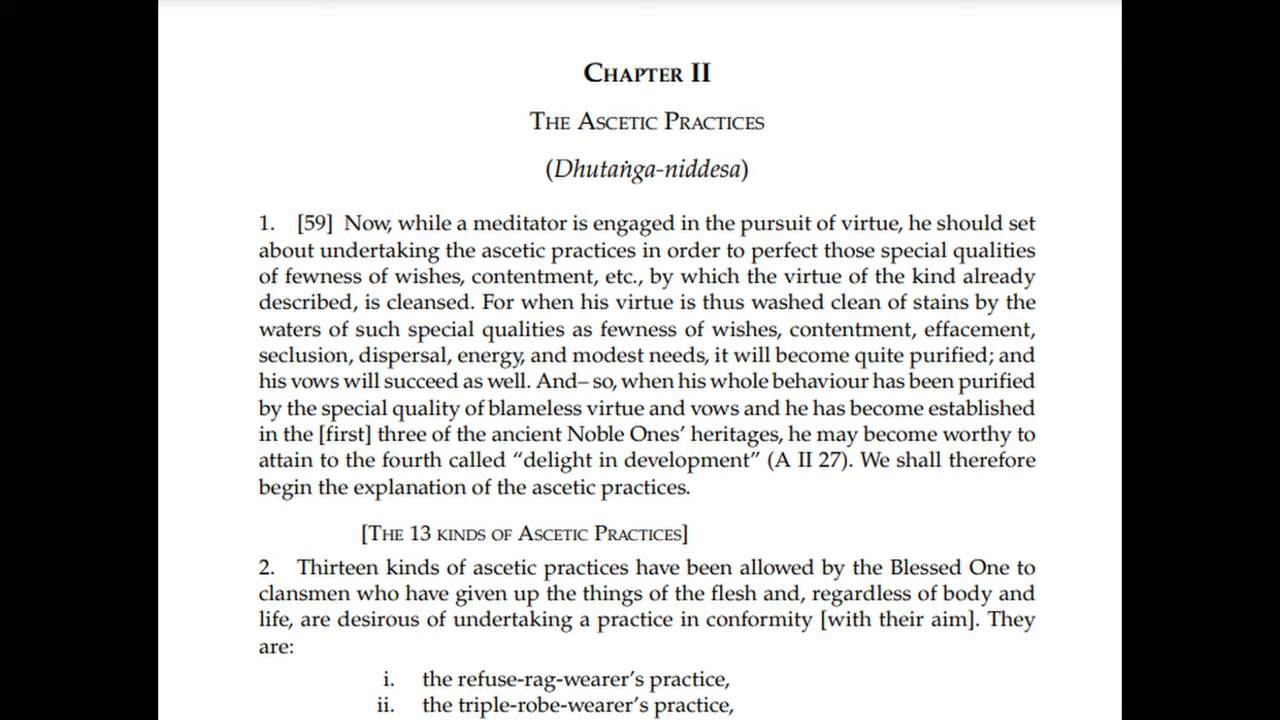 CHAPTER II
THE ASCETIC PRACTICES
(Dhutaṅga-niddesa)
1. [59] Now, while a meditator is engaged in the pursuit of virtue, he should set
about undertaking the ascetic practices in order to perfect those special qualities
of fewness of wishes, contentment, etc., by which the virtue of the kind already
described, is cleansed. For when his virtue is thus washed clean of stains by the
waters of such special qualities as fewness of wishes, contentment, effacement,
seclusion, dispersal, energy, and modest needs, it will become quite purified; and
his vows will succeed as well. And– so, when his whole behaviour has been purified
by the special quality of blameless virtue and vows and he has become established
in the [first] three of the ancient Noble Ones’ heritages, he may become worthy to
attain to the fourth called “delight in development” (A II 27). We shall therefore
begin the explanation of the ascetic practices.
[THE 13 KINDS OF ASCETIC PRACTICES]
2. Thirteen kinds of ascetic practices have been allowed by the Blessed One to
clansmen who have given up the things of the flesh and, regardless of body and
life, are desirous of undertaking a practice in conformity [with their aim]. They
are:
i. the refuse-rag-wearer’s practice,
ii. the triple-robe-wearer’s practice,